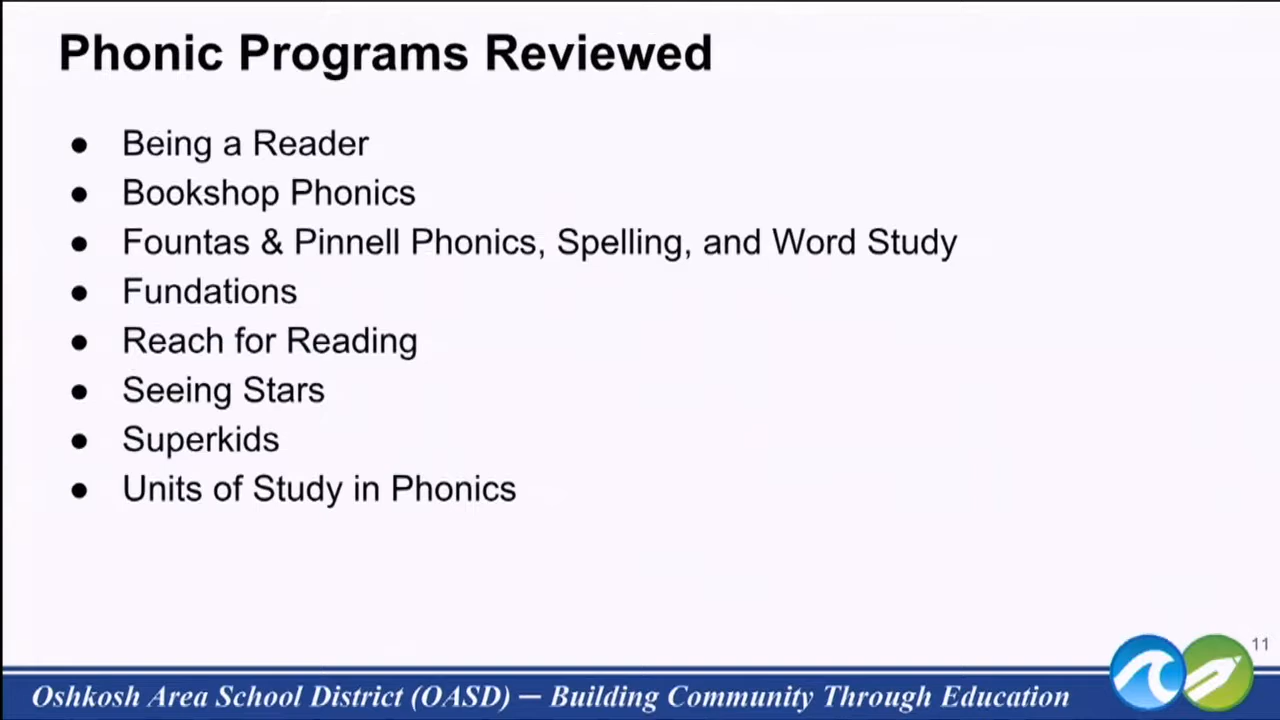 Phonic Programs Reviewed
● Being a Reader
● Bookshop Phonics
● Fountas & Pinnell Phonics, Spelling, and Word Study
● Fundations
● Reach for Reading
● Seeing Stars
● Superkids
● Units of Study in Phonics
11
Oshkosh Area School District (OASD) — Building Community Through Education